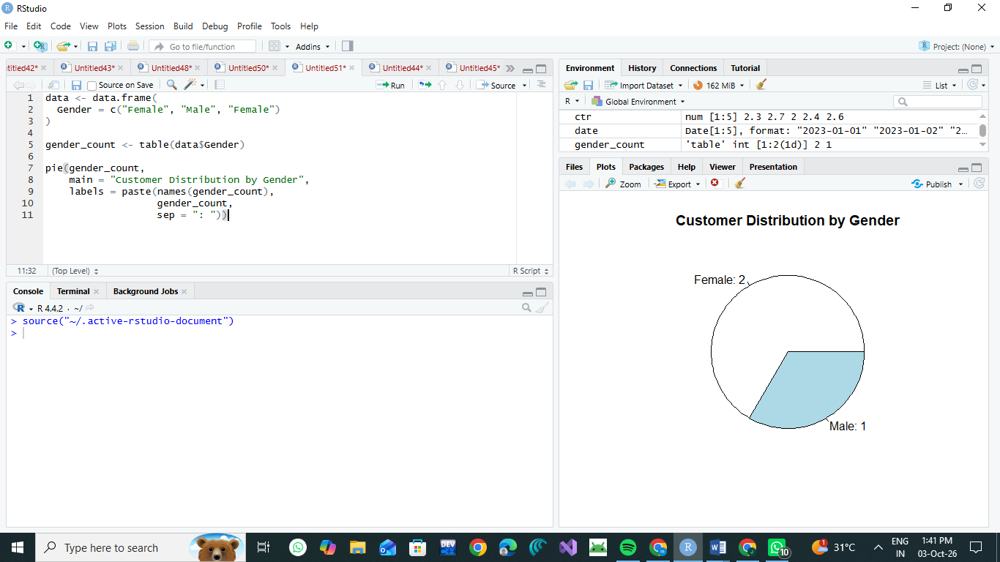 RStudio
File Edit Code View Plots Session Build Debug Profile Tools Help
Go to file/function Addins Project: (None)
ntitled42* Untitled43* Untitled48* Untitled50* Untitled51* Untitled44* Untitled45*
Source on Save Run Source
1 data <- data.frame(
2 Gender = c("Female", "Male", "Female")
3 )
4
5 gender_count <- table(data$Gender)
6
7 pie(gender_count,
8 main = "Customer Distribution by Gender",
9 labels = paste(names(gender_count),
10 gender_count,
11 sep = ": "))
11:32 (Top Level) R Script
Console Terminal Background Jobs
R 4.4.2 · ~/
> source("~/.active-rstudio-document")
>
Environment History Connections Tutorial
Import Dataset 162 MiB List
R Global Environment
ctr num [1:5] 2.3 2.7 2 2.4 2.6
date Date[1:5], format: "2023-01-01" "2023-01-02" "2…
gender_count 'table' int [1:2(1d)] 2 1
Files Plots Packages Help Viewer Presentation
Zoom Export Publish
Customer Distribution by Gender
Female: 2
Male: 1
Type here to search DEV 10 1 31°C ENG IN 1:41 PM 03-Oct-26